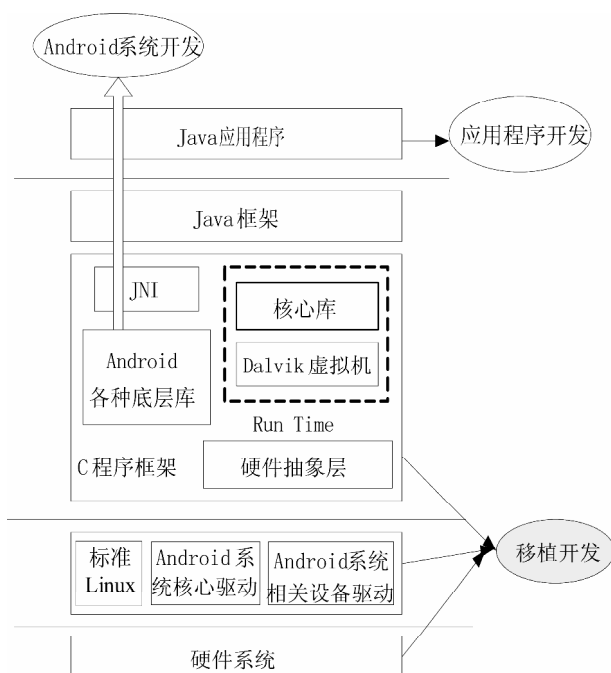 Android系统开发
Java应用程序
应用程序开发
Java框架
JNI
核心库
Android
各种底层库
Dalvik虚拟机
Run Time
C程序框架
硬件抽象层
标准
Linux
Android系
统核心驱动
Android系统
相关设备驱动
移植开发
硬件系统